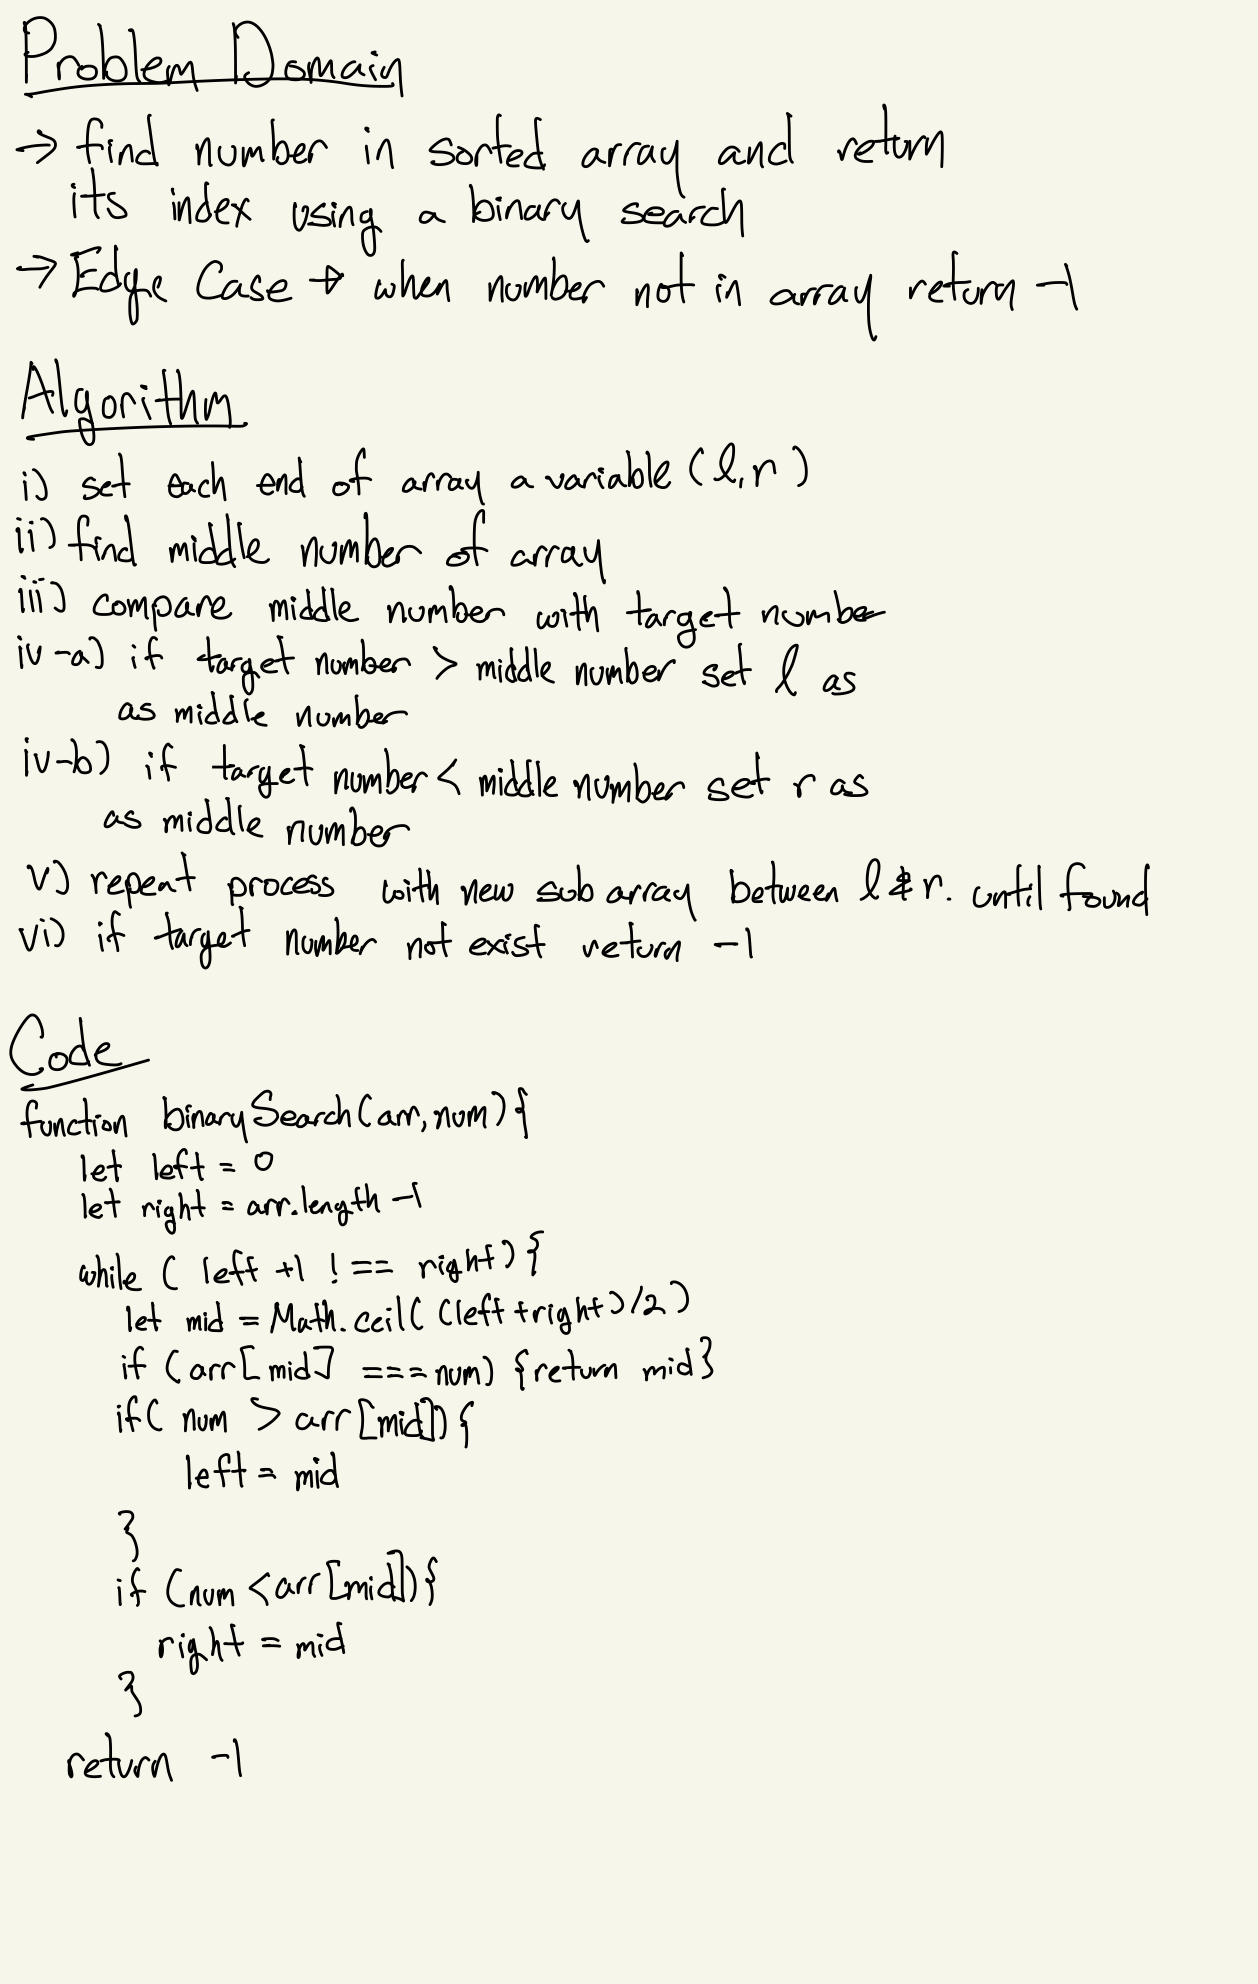 Problem Domain
→ find number in sorted array and return
its index using a binary search
→ Edge Case → when number not in array return -1
Algorithm
i) set each end of array a variable (l, r)
ii) find middle number of array
iii) compare middle number with target number
iv-a) if target number > middle number set l as
as middle number
iv-b) if target number < middle number set r as
as middle number
v) repeat process with new sub array between l & r. until found
vi) if target number not exist return -1
Code
function binarySearch(arr, num) {
let left = 0
let right = arr.length -1
while ( left +1 !== right) {
let mid = Math.ceil( (left + right)/2 )
if (arr[mid] === num) {return mid}
if( num > arr[mid]) {
left = mid
}
if (num < arr[mid]) {
right = mid
}
return -1